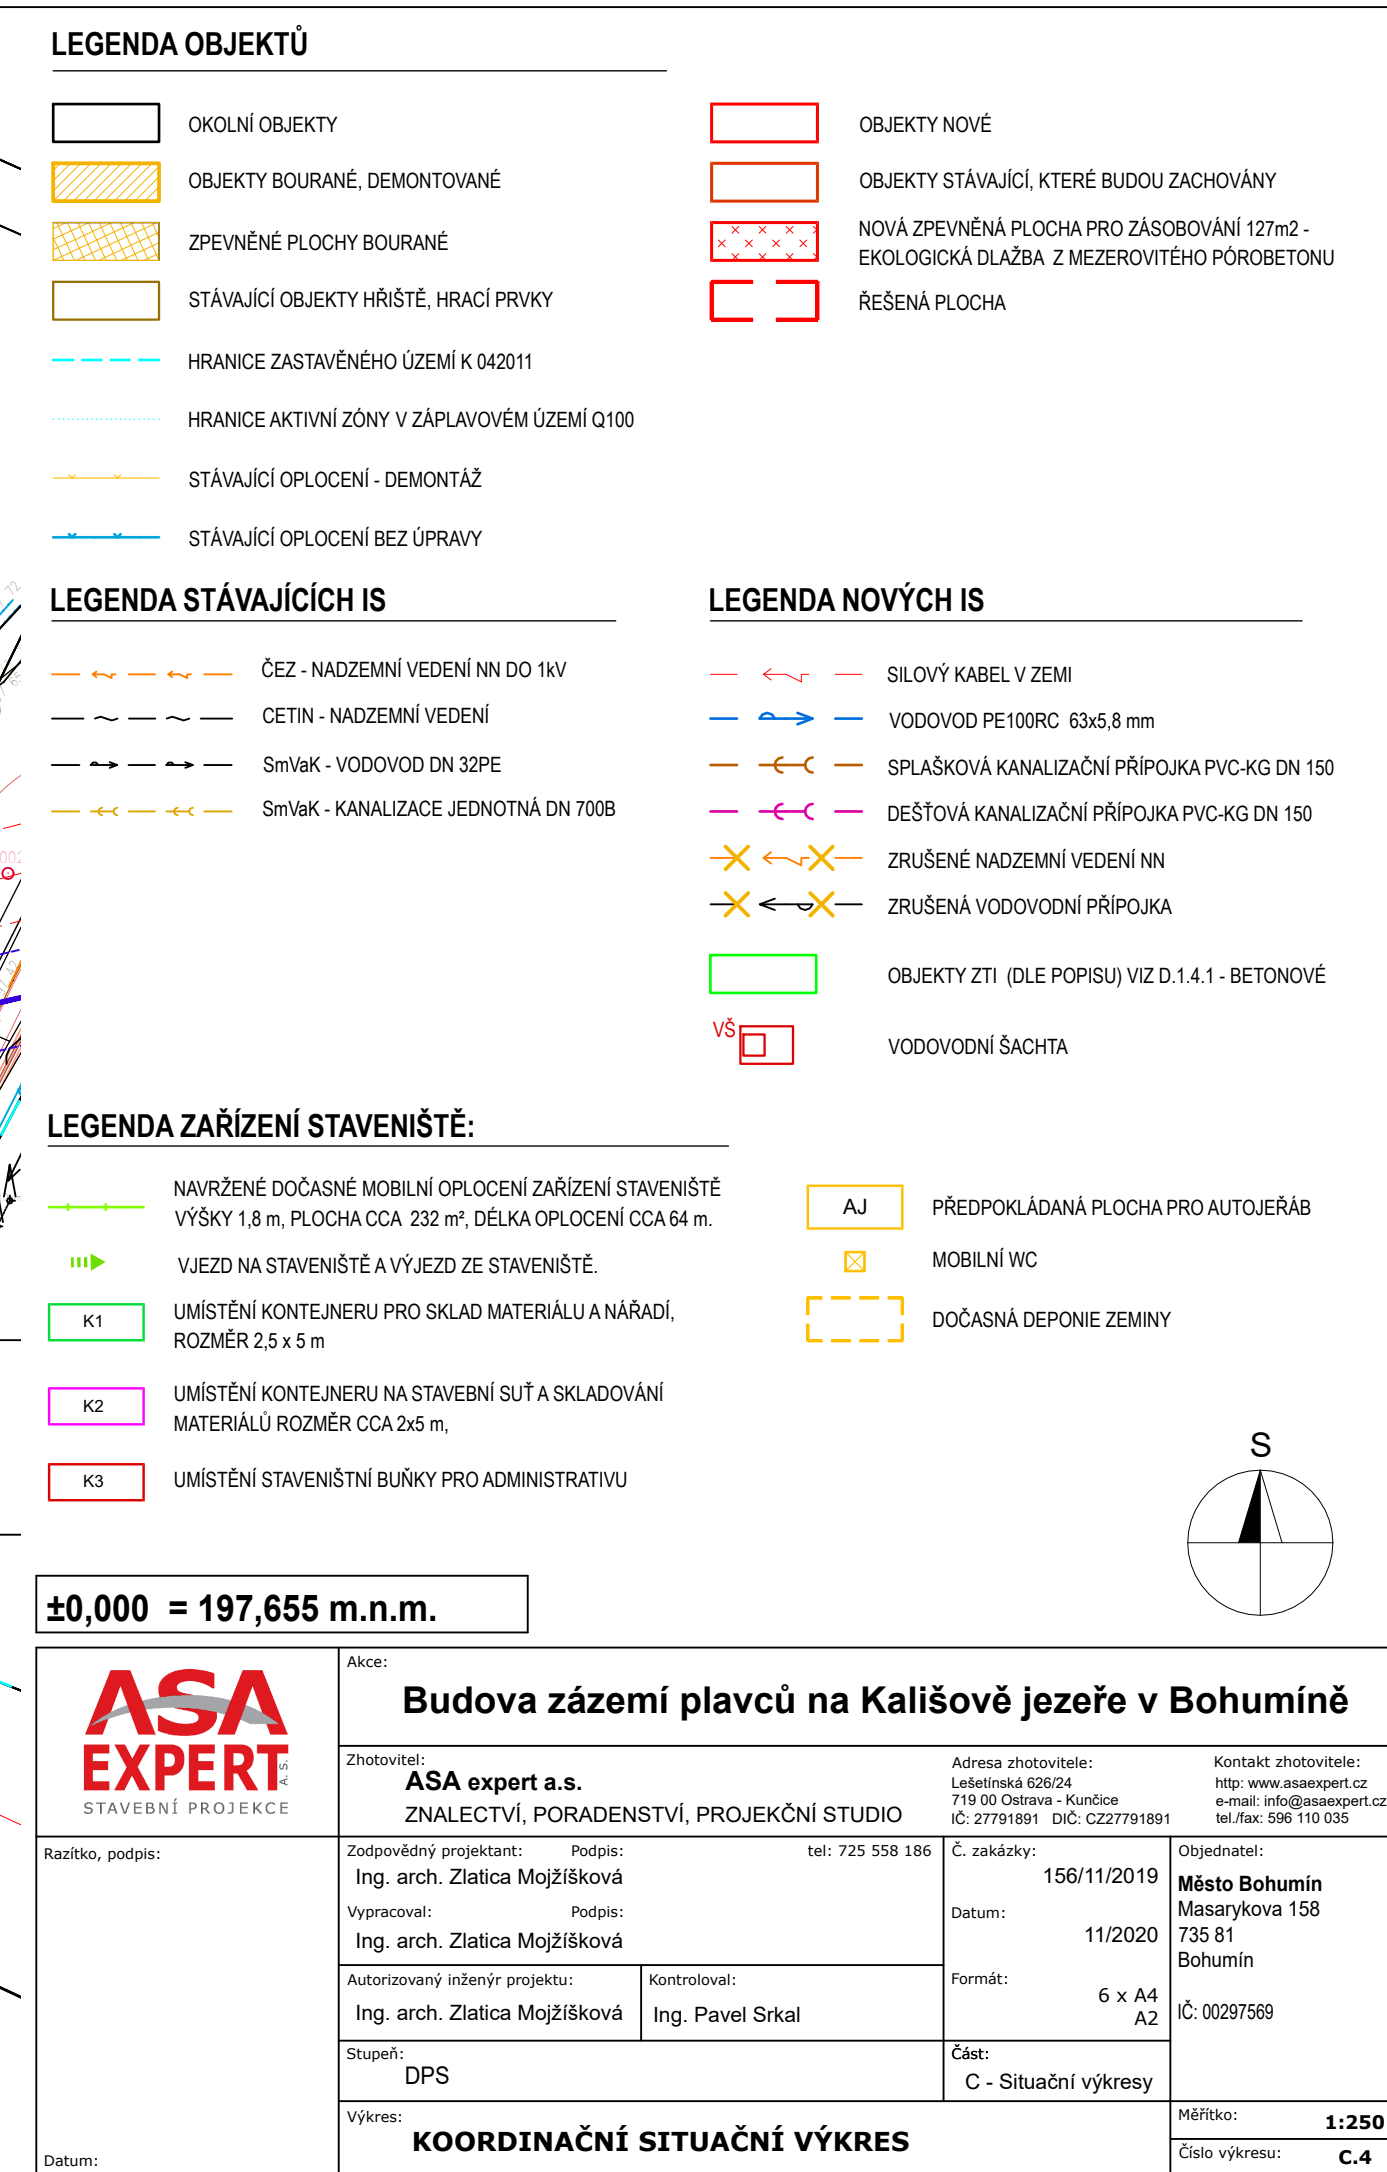 LEGENDA OBJEKTŮ
OKOLNÍ OBJEKTY
OBJEKTY BOURANÉ, DEMONTOVANÉ
ZPEVNĚNÉ PLOCHY BOURANÉ
STÁVAJÍCÍ OBJEKTY HŘIŠTĚ, HRACÍ PRVKY
HRANICE ZASTAVĚNÉHO ÚZEMÍ K 042011
HRANICE AKTIVNÍ ZÓNY V ZÁPLAVOVÉM ÚZEMÍ Q100
STÁVAJÍCÍ OPLOCENÍ - DEMONTÁŽ
STÁVAJÍCÍ OPLOCENÍ BEZ ÚPRAVY
OBJEKTY NOVÉ
OBJEKTY STÁVAJÍCÍ, KTERÉ BUDOU ZACHOVÁNY
NOVÁ ZPEVNĚNÁ PLOCHA PRO ZÁSOBOVÁNÍ 127m2 -
EKOLOGICKÁ DLAŽBA Z MEZEROVITÉHO PÓROBETONU
ŘEŠENÁ PLOCHA
LEGENDA STÁVAJÍCÍCH IS
ČEZ - NADZEMNÍ VEDENÍ NN DO 1kV
CETIN - NADZEMNÍ VEDENÍ
SmVaK - VODOVOD DN 32PE
SmVaK - KANALIZACE JEDNOTNÁ DN 700B
LEGENDA NOVÝCH IS
SILOVÝ KABEL V ZEMI
VODOVOD PE100RC 63x5,8 mm
SPLAŠKOVÁ KANALIZAČNÍ PŘÍPOJKA PVC-KG DN 150
DEŠŤOVÁ KANALIZAČNÍ PŘÍPOJKA PVC-KG DN 150
ZRUŠENÉ NADZEMNÍ VEDENÍ NN
ZRUŠENÁ VODOVODNÍ PŘÍPOJKA
OBJEKTY ZTI (DLE POPISU) VIZ D.1.4.1 - BETONOVÉ
VŠ
VODOVODNÍ ŠACHTA
LEGENDA ZAŘÍZENÍ STAVENIŠTĚ:
NAVRŽENÉ DOČASNÉ MOBILNÍ OPLOCENÍ ZAŘÍZENÍ STAVENIŠTĚ
VÝŠKY 1,8 m, PLOCHA CCA 232 m², DÉLKA OPLOCENÍ CCA 64 m.
VJEZD NA STAVENIŠTĚ A VÝJEZD ZE STAVENIŠTĚ.
K1
UMÍSTĚNÍ KONTEJNERU PRO SKLAD MATERIÁLU A NÁŘADÍ,
ROZMĚR 2,5 x 5 m
K2
UMÍSTĚNÍ KONTEJNERU NA STAVEBNÍ SUŤ A SKLADOVÁNÍ
MATERIÁLŮ ROZMĚR CCA 2x5 m,
K3
UMÍSTĚNÍ STAVENIŠTNÍ BUŇKY PRO ADMINISTRATIVU
AJ
PŘEDPOKLÁDANÁ PLOCHA PRO AUTOJEŘÁB
MOBILNÍ WC
DOČASNÁ DEPONIE ZEMINY
S
±0,000 = 197,655 m.n.m.
ASA
EXPERT A. S.
STAVEBNÍ PROJEKCE
Akce:
Budova zázemí plavců na Kališově jezeře v Bohumíně
Zhotovitel:
ASA expert a.s.
ZNALECTVÍ, PORADENSTVÍ, PROJEKČNÍ STUDIO
Adresa zhotovitele:
Lešetínská 626/24
719 00 Ostrava - Kunčice
IČ: 27791891 DIČ: CZ27791891
Kontakt zhotovitele:
http: www.asaexpert.cz
e-mail: info@asaexpert.cz
tel./fax: 596 110 035
Razítko, podpis:
Datum:
Zodpovědný projektant: Podpis: tel: 725 558 186
Ing. arch. Zlatica Mojžíšková
Vypracoval: Podpis:
Ing. arch. Zlatica Mojžíšková
Autorizovaný inženýr projektu:
Ing. arch. Zlatica Mojžíšková
Kontroloval:
Ing. Pavel Srkal
Č. zakázky:
156/11/2019
Datum:
11/2020
Formát:
6 x A4
A2
Objednatel:
Město Bohumín
Masarykova 158
735 81
Bohumín
IČ: 00297569
Stupeň:
DPS
Část:
C - Situační výkresy
Výkres:
KOORDINAČNÍ SITUAČNÍ VÝKRES
Měřítko:
1:250
Číslo výkresu:
C.4